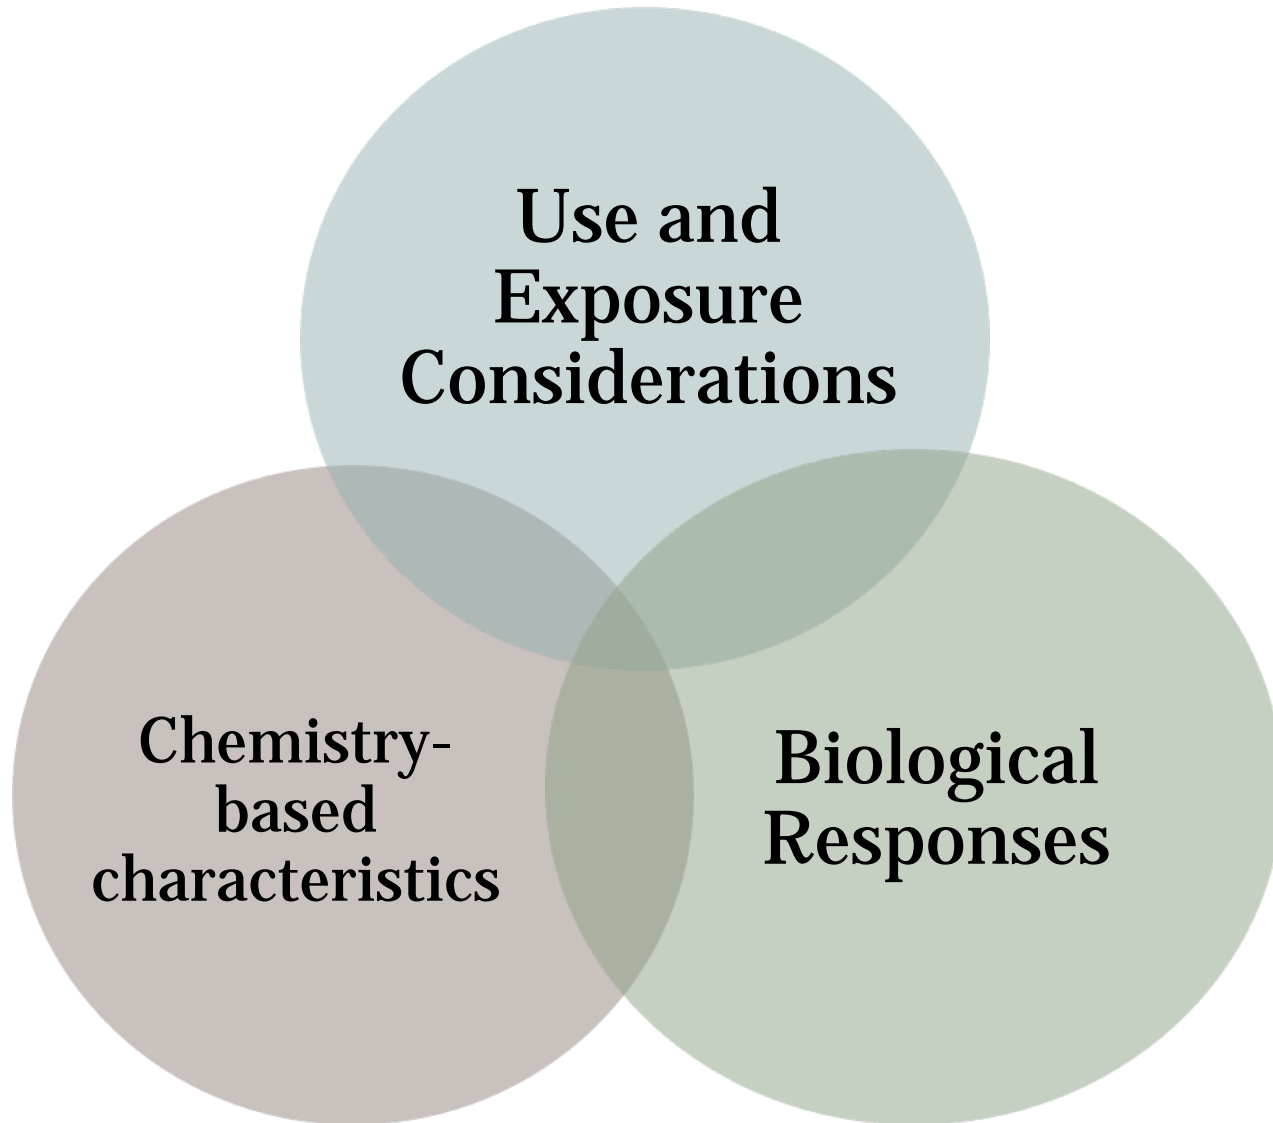 Use and
Exposure
Considerations
Chemistry-
based
characteristics
Biological
Responses